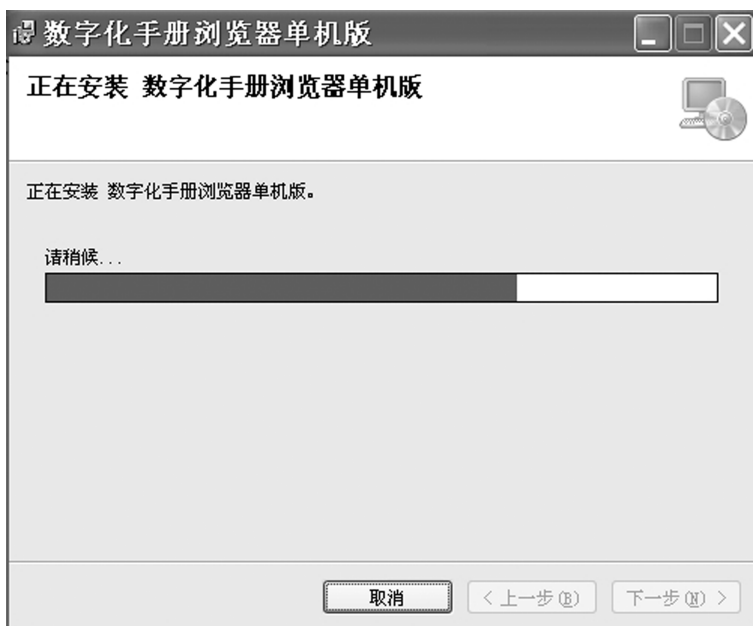 数字化手册浏览器单机版
正在安装 数字化手册浏览器单机版
正在安装 数字化手册浏览器单机版。
请稍候...
取消
< 上一步(B)
下一步(N) >